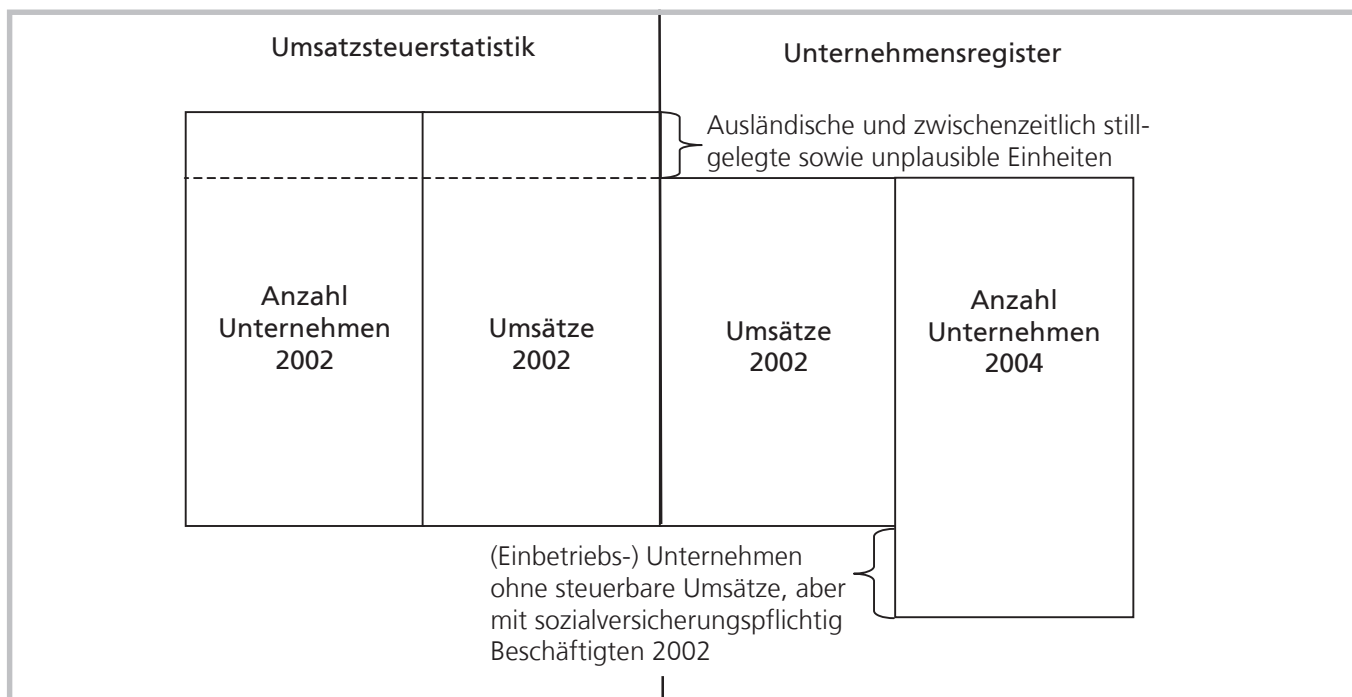 Umsatzsteuerstatistik
Unternehmensregister
Ausländische und zwischenzeitlich still-
gelegte sowie unplausible Einheiten
Anzahl
Unternehmen
2002
Umsätze
2002
Umsätze
2002
Anzahl
Unternehmen
2004
(Einbetriebs-) Unternehmen
ohne steuerbare Umsätze, aber
mit sozialversicherungspflichtig
Beschäftigten 2002